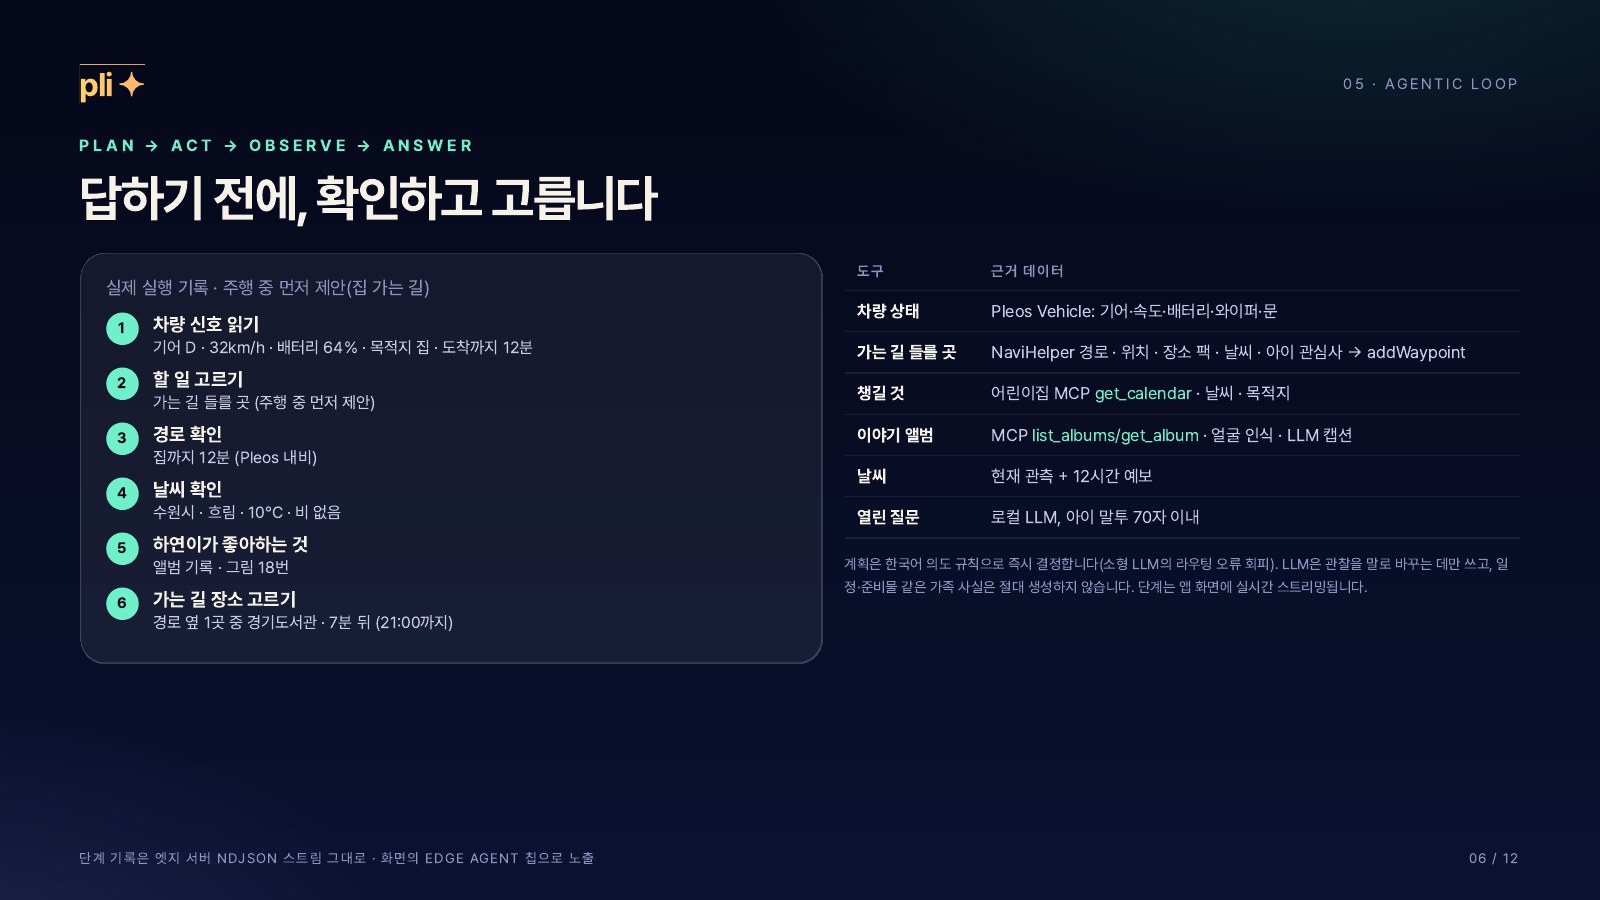 pli
05 · AGENTIC LOOP
PLAN → ACT → OBSERVE → ANSWER
답하기 전에, 확인하고 고릅니다
실제 실행 기록 · 주행 중 먼저 제안(집 가는 길)
1 차량 신호 읽기
기어 D · 32km/h · 배터리 64% · 목적지 집 · 도착까지 12분
2 할 일 고르기
가는 길 들를 곳 (주행 중 먼저 제안)
3 경로 확인
집까지 12분 (Pleos 내비)
4 날씨 확인
수원시 · 흐림 · 10°C · 비 없음
5 하연이가 좋아하는 것
앨범 기록 · 그림 18번
6 가는 길 장소 고르기
경로 옆 1곳 중 경기도서관 · 7분 뒤 (21:00까지)
도구 근거 데이터
차량 상태 Pleos Vehicle: 기어·속도·배터리·와이퍼·문
가는 길 들를 곳 NaviHelper 경로 · 위치 · 장소 팩 · 날씨 · 아이 관심사 → addWaypoint
챙길 것 어린이집 MCP get_calendar · 날씨 · 목적지
이야기 앨범 MCP list_albums/get_album · 얼굴 인식 · LLM 캡션
날씨 현재 관측 + 12시간 예보
열린 질문 로컬 LLM, 아이 말투 70자 이내
계획은 한국어 의도 규칙으로 즉시 결정합니다(소형 LLM의 라우팅 오류 회피). LLM은 관찰을 말로 바꾸는 데만 쓰고, 일
정·준비물 같은 가족 사실은 절대 생성하지 않습니다. 단계는 앱 화면에 실시간 스트리밍됩니다.
단계 기록은 엣지 서버 NDJSON 스트림 그대로 · 화면의 EDGE AGENT 칩으로 노출
06 / 12